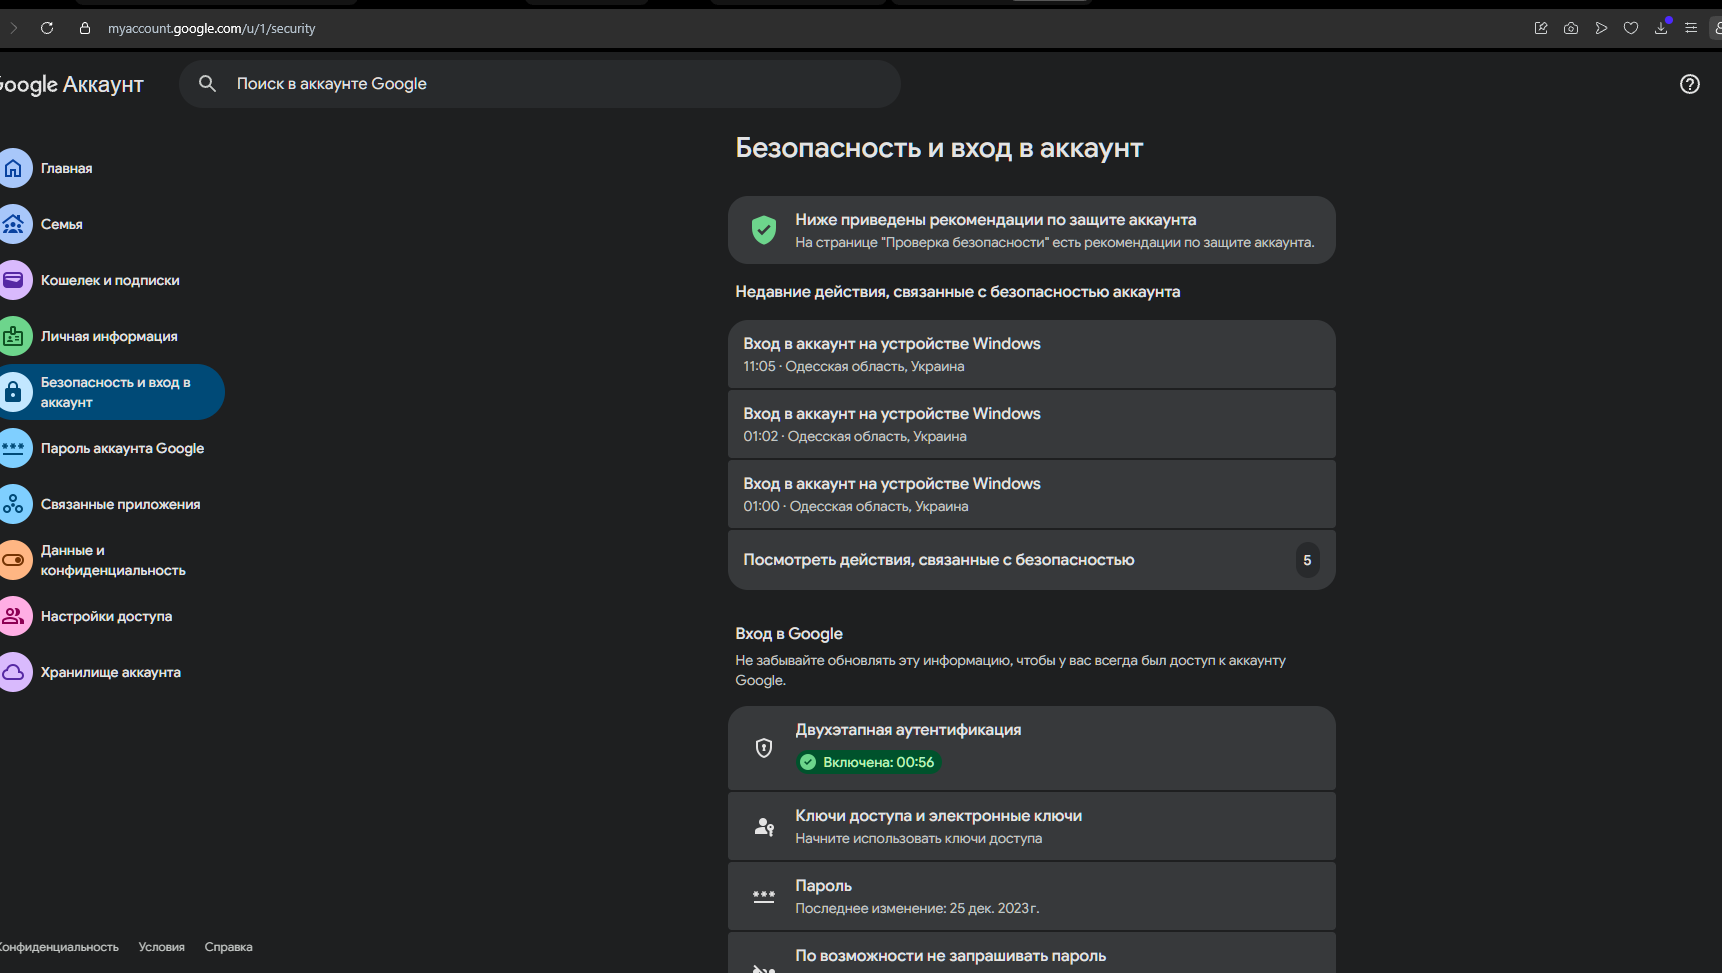 myaccount.google.com/u/1/security
Google Аккаунт
Поиск в аккаунте Google
Главная
Семья
Кошелек и подписки
Личная информация
Безопасность и вход в
аккаунт
Пароль аккаунта Google
Связанные приложения
Данные и
конфиденциальность
Настройки доступа
Хранилище аккаунта
Конфиденциальность
Условия
Справка
Безопасность и вход в аккаунт
Ниже приведены рекомендации по защите аккаунта
На странице "Проверка безопасности" есть рекомендации по защите аккаунта.
Недавние действия, связанные с безопасностью аккаунта
Вход в аккаунт на устройстве Windows
11:05 · Одесская область, Украина
Вход в аккаунт на устройстве Windows
01:02 · Одесская область, Украина
Вход в аккаунт на устройстве Windows
01:00 · Одесская область, Украина
Посмотреть действия, связанные с безопасностью
5
Вход в Google
Не забывайте обновлять эту информацию, чтобы у вас всегда был доступ к аккаунту
Google.
Двухэтапная аутентификация
Включена: 00:56
Ключи доступа и электронные ключи
Начните использовать ключи доступа
Пароль
Последнее изменение: 25 дек. 2023 г.
По возможности не запрашивать пароль